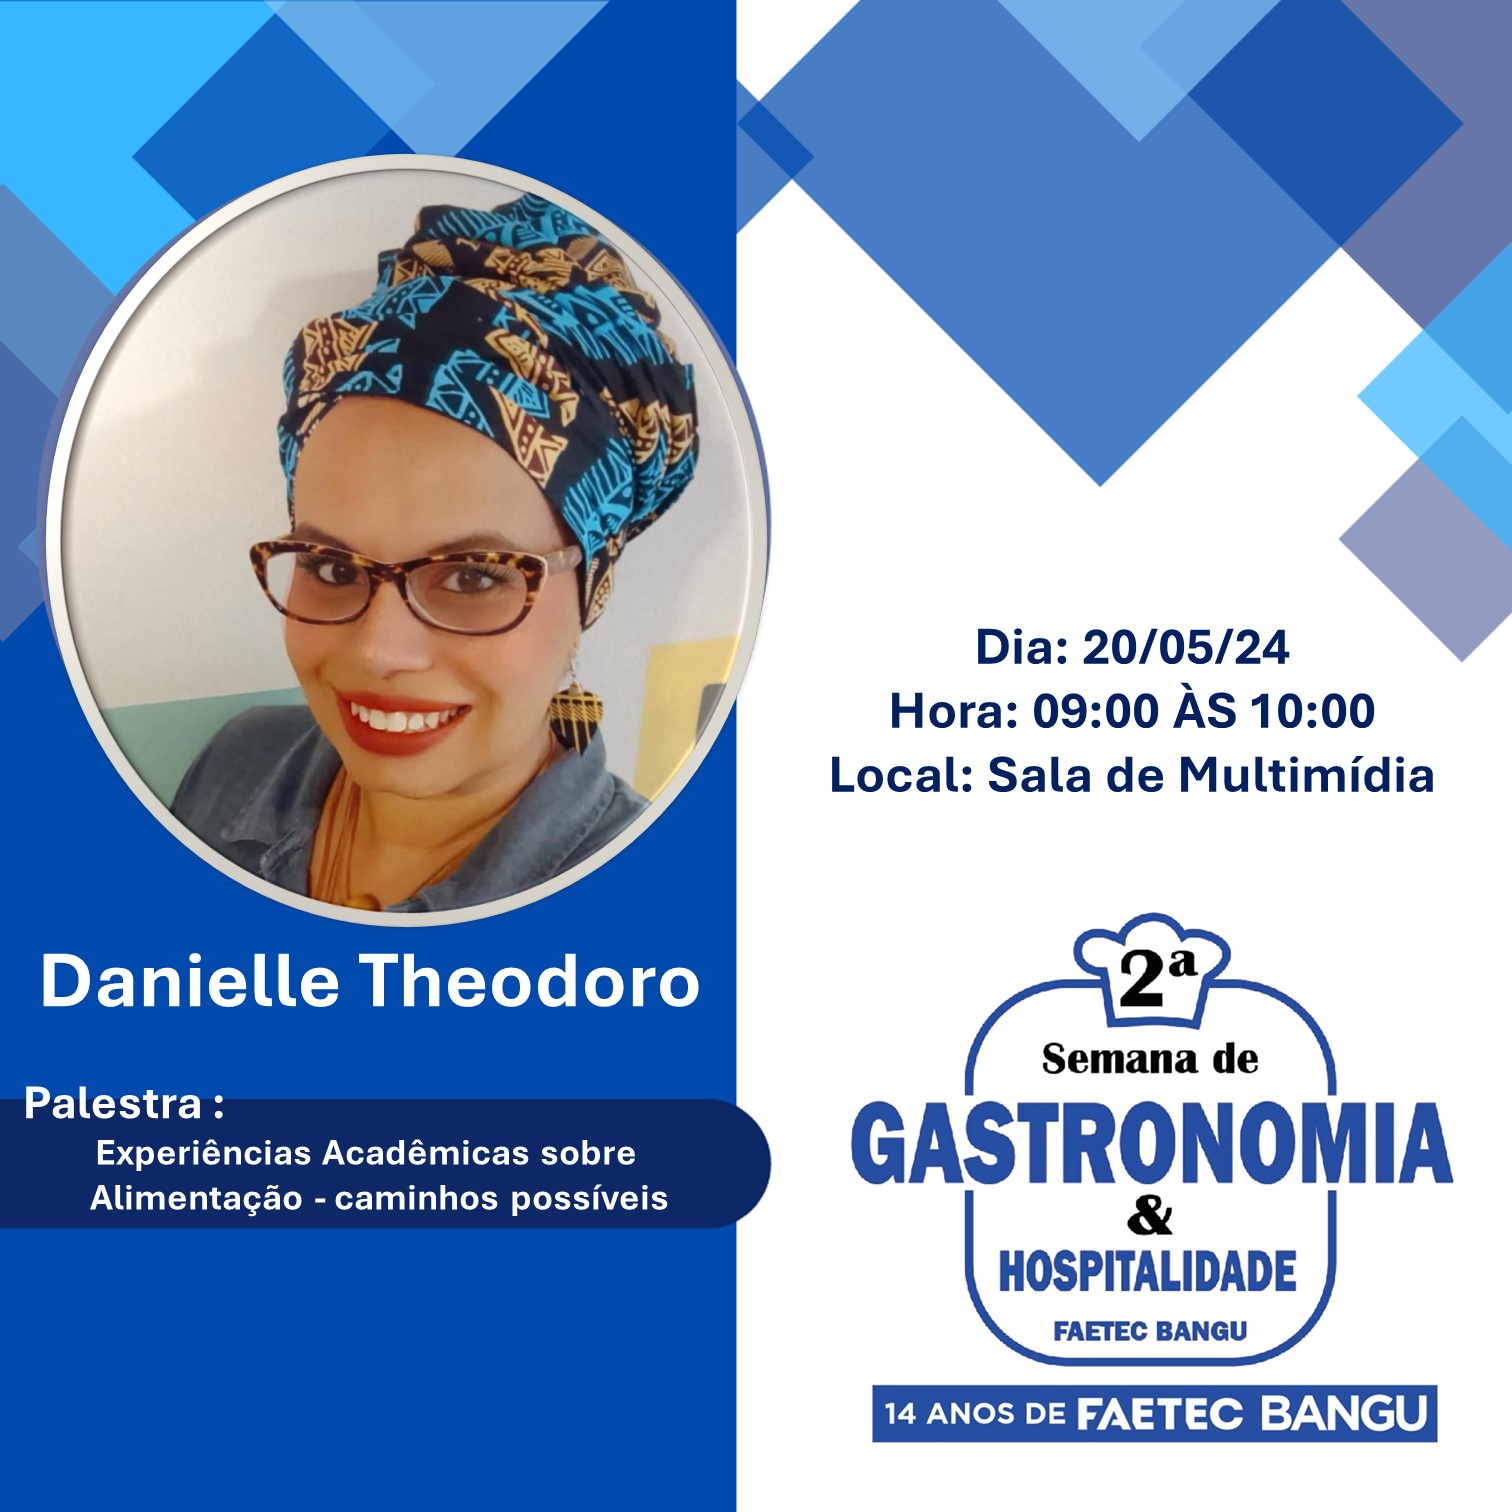 Danielle Theodoro
Palestra :
Experiências Acadêmicas sobre
Alimentação - caminhos possíveis
Dia: 20/05/24
Hora: 09:00 ÀS 10:00
Local: Sala de Multimídia
2ª
Semana de
GASTRONOMIA
&
HOSPITALIDADE
FAETEC BANGU
14 ANOS DE FAETEC BANGU